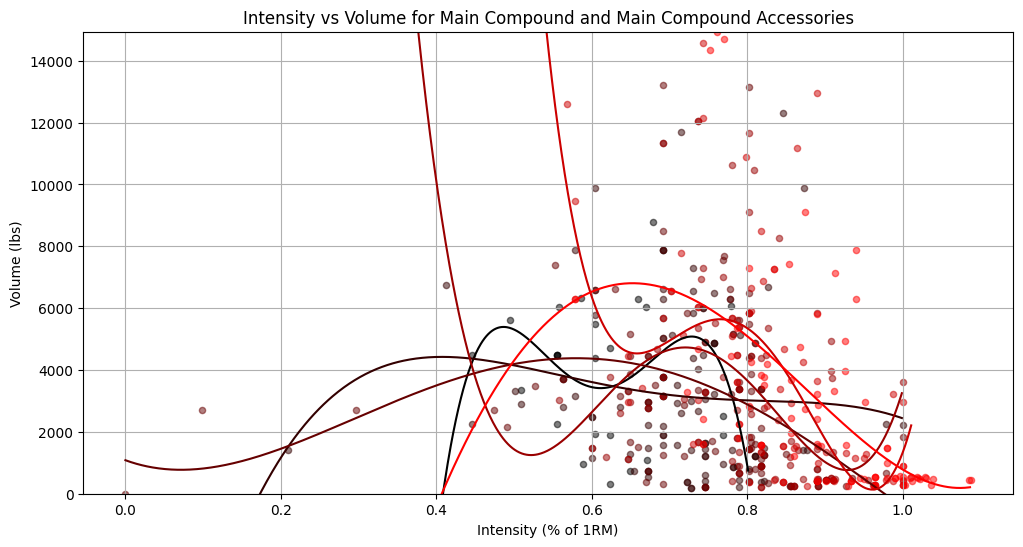 Intensity vs Volume for Main Compound and Main Compound Accessories
Volume (lbs)
14000
12000
10000
8000
6000
4000
2000
0
0.0 0.2 0.4 0.6 0.8 1.0
Intensity (% of 1RM)